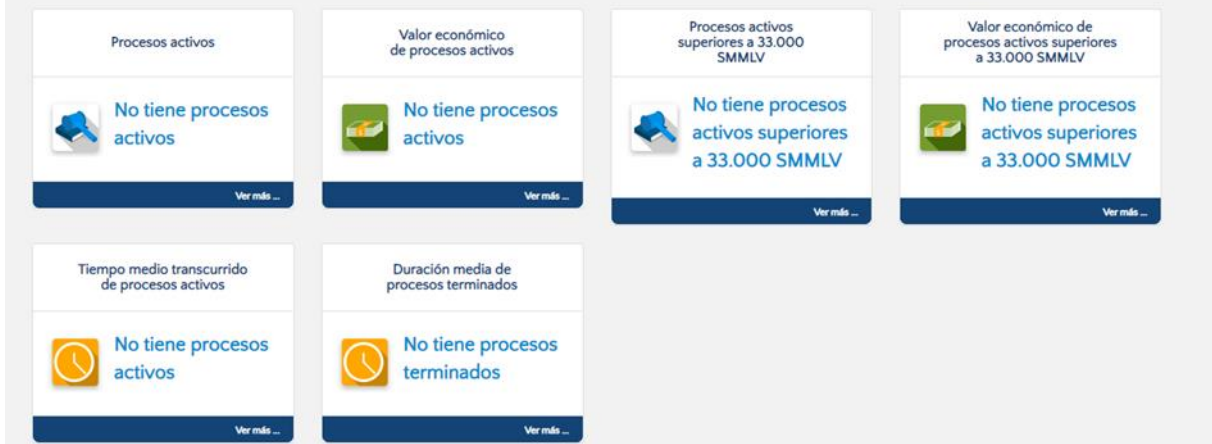 Procesos activos
No tiene procesos
activos
Ver más ...
Valor económico
de procesos activos
No tiene procesos
activos
Ver más ...
Procesos activos
superiores a 33.000
SMMLV
No tiene procesos
activos superiores
a 33.000 SMMLV
Ver más ...
Valor económico de
procesos activos superiores
a 33.000 SMMLV
No tiene procesos
activos superiores
a 33.000 SMMLV
Ver más ...
Tiempo medio transcurrido
de procesos activos
No tiene procesos
activos
Ver más ...
Duración media de
procesos terminados
No tiene procesos
terminados
Ver más ...